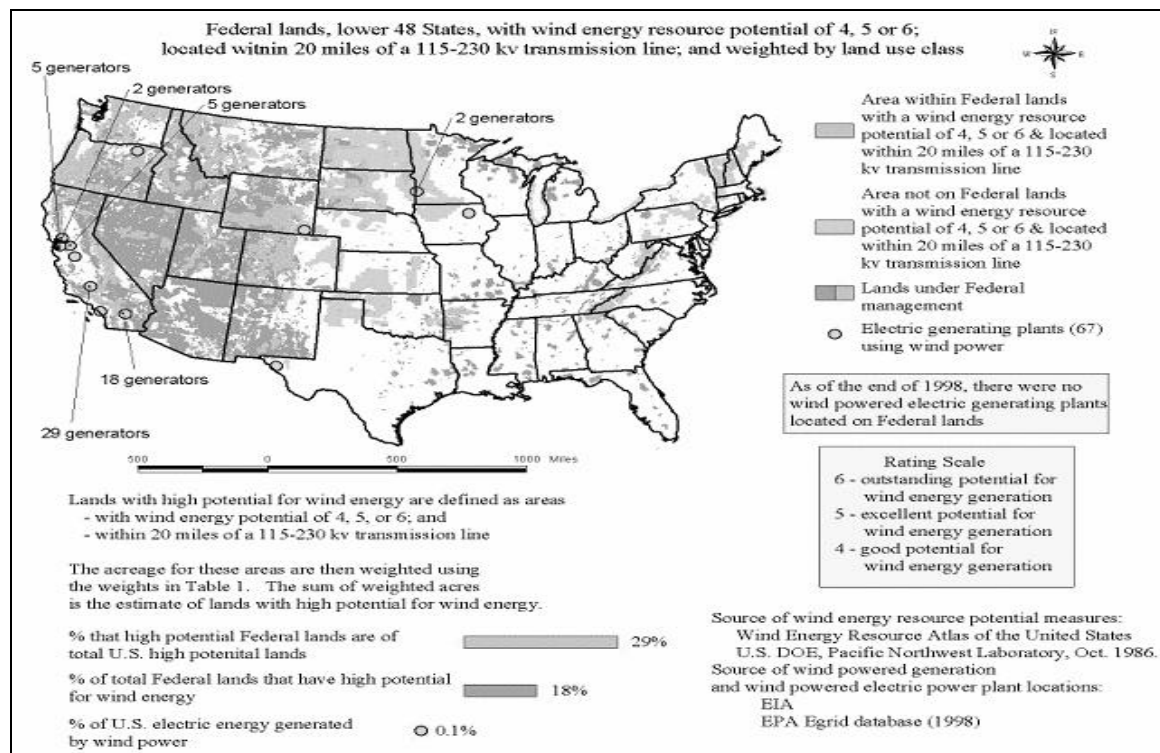 Federal lands, lower 48 States, with wind energy resource potential of 4, 5 or 6;
located witnin 20 miles of a 115-230 kv transmission line; and weighted by land use class
N
W
E
S
5 generators
2 generators
5 generators
2 generators
18 generators
29 generators
Area within Federal lands
with a wind energy resource
potential of 4, 5 or 6 & located
within 20 miles of a 115-230
kv transmission line
Area not on Federal lands
with a wind energy resource
potential of 4, 5 or 6 & located
within 20 miles of a 115-230
kv transmission line
Lands under Federal
management
Electric generating plants (67)
using wind power
As of the end of 1998, there were no
wind powered electric generating plants
located on Federal lands
500 0 500 1000 Miles
Rating Scale
6 - outstanding potential for
wind energy generation
5 - excellent potential for
wind energy generation
4 - good potential for
wind energy generation
Lands with high potential for wind energy are defined as areas
- with wind energy potential of 4, 5, or 6; and
- within 20 miles of a 115-230 kv transmission line
The acreage for these areas are then weighted using
the weights in Table 1. The sum of weighted acres
is the estimate of lands with high potential for wind energy.
% that high potential Federal lands are of
total U.S. high potenital lands
29%
% of total Federal lands that have high potential
for wind energy
18%
% of U.S. electric energy generated
by wind power
0.1%
Source of wind energy resource potential measures:
Wind Energy Resource Atlas of the United States
U.S. DOE, Pacific Northwest Laboratory, Oct. 1986.
Source of wind powered generation
and wind powered electric power plant locations:
EIA
EPA Egrid database (1998)